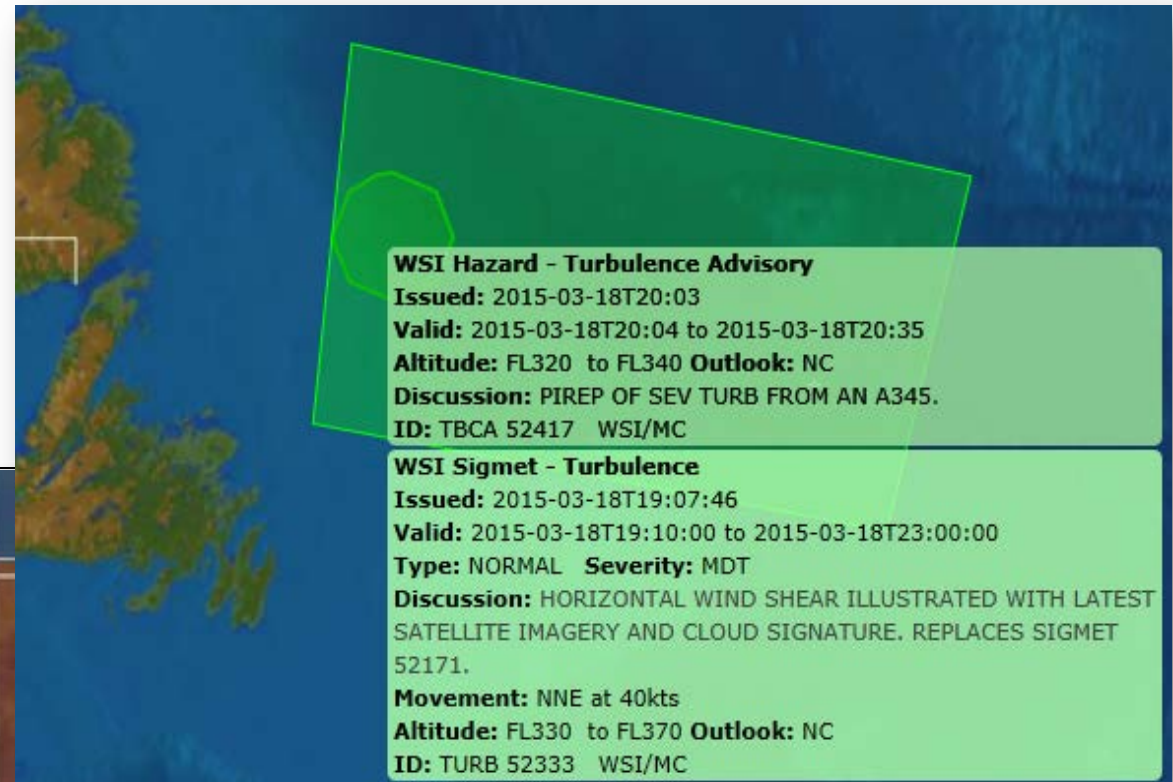 WSI Hazard - Turbulence Advisory
Issued: 2015-03-18T20:03
Valid: 2015-03-18T20:04 to 2015-03-18T20:35
Altitude: FL320 to FL340 Outlook: NC
Discussion: PIREP OF SEV TURB FROM AN A345.
ID: TBCA 52417 WSI/MC
WSI Sigmet - Turbulence
Issued: 2015-03-18T19:07:46
Valid: 2015-03-18T19:10:00 to 2015-03-18T23:00:00
Type: NORMAL Severity: MDT
Discussion: HORIZONTAL WIND SHEAR ILLUSTRATED WITH LATEST
SATELLITE IMAGERY AND CLOUD SIGNATURE. REPLACES SIGMET
52171.
Movement: NNE at 40kts
Altitude: FL330 to FL370 Outlook: NC
ID: TURB 52333 WSI/MC